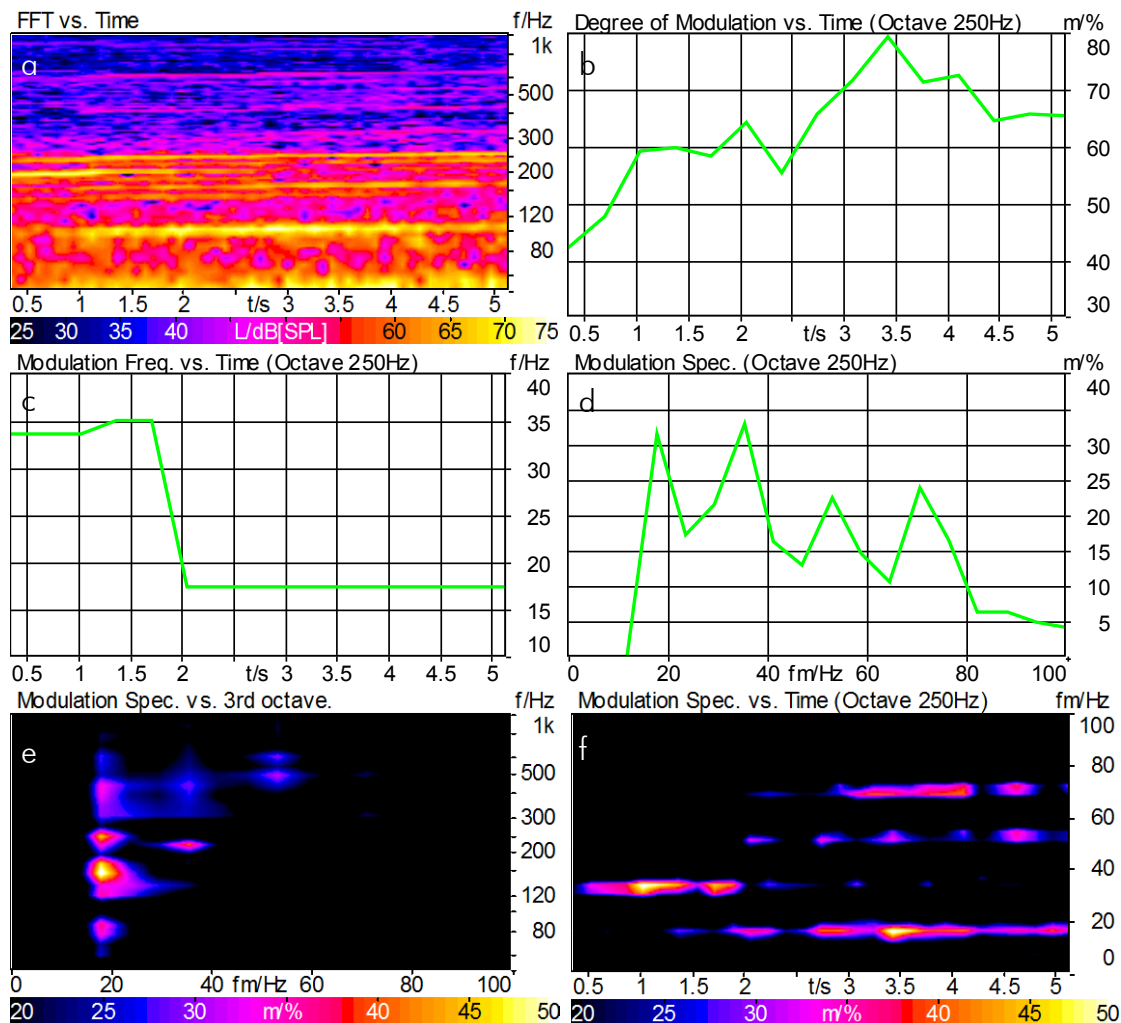 FFT vs. Time f/Hz
a
1k
500
300
200
120
80
0.5 1 1.5 2 t/s 3 3.5 4 4.5 5
25 30 35 40 L/dB[SPL] 60 65 70 75
Degree of Modulation vs. Time (Octave 250Hz) m/%
b
80
70
60
50
40
30
0.5 1 1.5 2 t/s 3 3.5 4 4.5 5
Modulation Freq. vs. Time (Octave 250Hz) f/Hz
c
40
35
30
25
20
15
10
0.5 1 1.5 2 t/s 3 3.5 4 4.5 5
Modulation Spec. (Octave 250Hz) m/%
d
40
30
25
20
15
10
5
0 20 40 fm/Hz 60 80 100
Modulation Spec. vs. 3rd octave. f/Hz
e
1k
500
300
200
120
80
0 20 40 fm/Hz 60 80 100
20 25 30 m/% 40 45 50
Modulation Spec. vs. Time (Octave 250Hz) fm/Hz
f
100
80
60
40
20
0
0.5 1 1.5 2 t/s 3 3.5 4 4.5 5
20 25 30 m/% 40 45 50